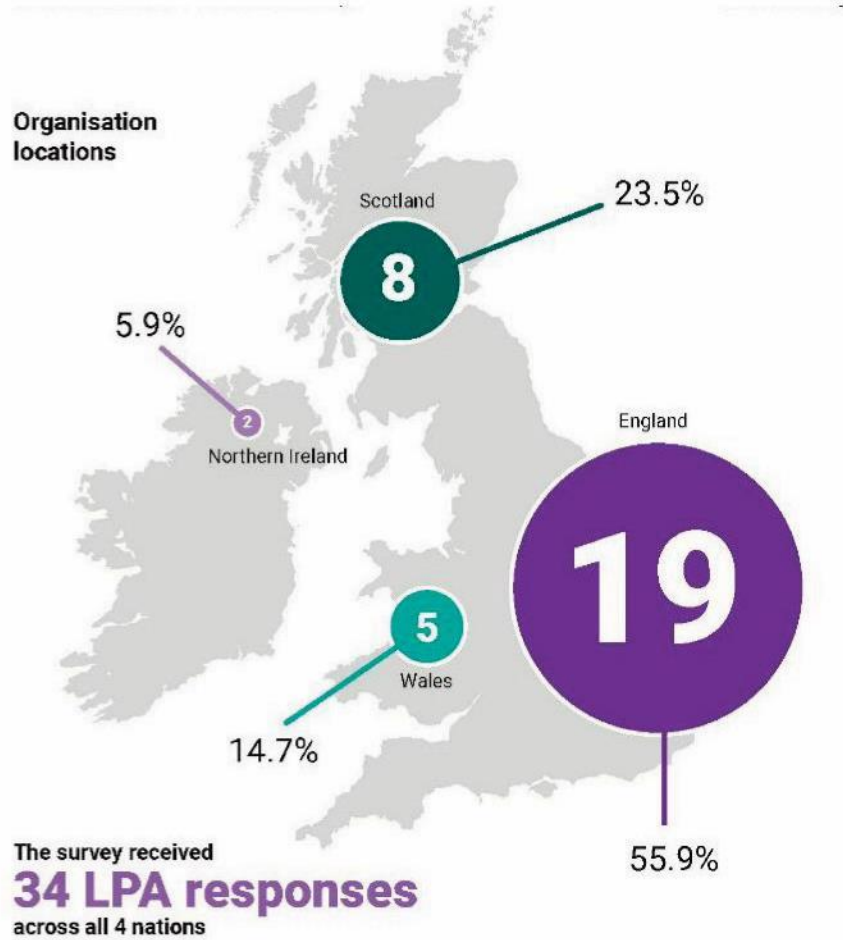 Organisation
locations
Scotland
8
23.5%
5.9%
2
Northern Ireland
England
19
5
Wales
14.7%
55.9%
The survey received
34 LPA responses
across all 4 nations